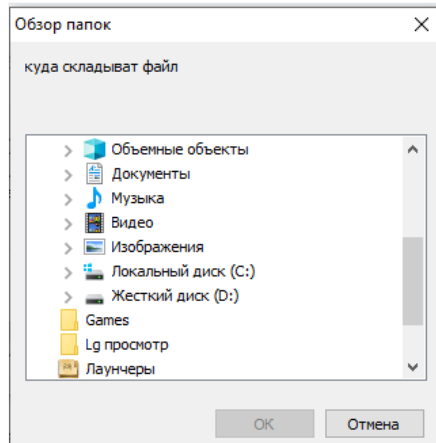 Обзор папок
куда складыват файл
Объемные объекты
Документы
Музыка
Видео
Изображения
Локальный диск (C:)
Жесткий диск (D:)
Games
Lg просмотр
Лаунчеры
OK
Отмена